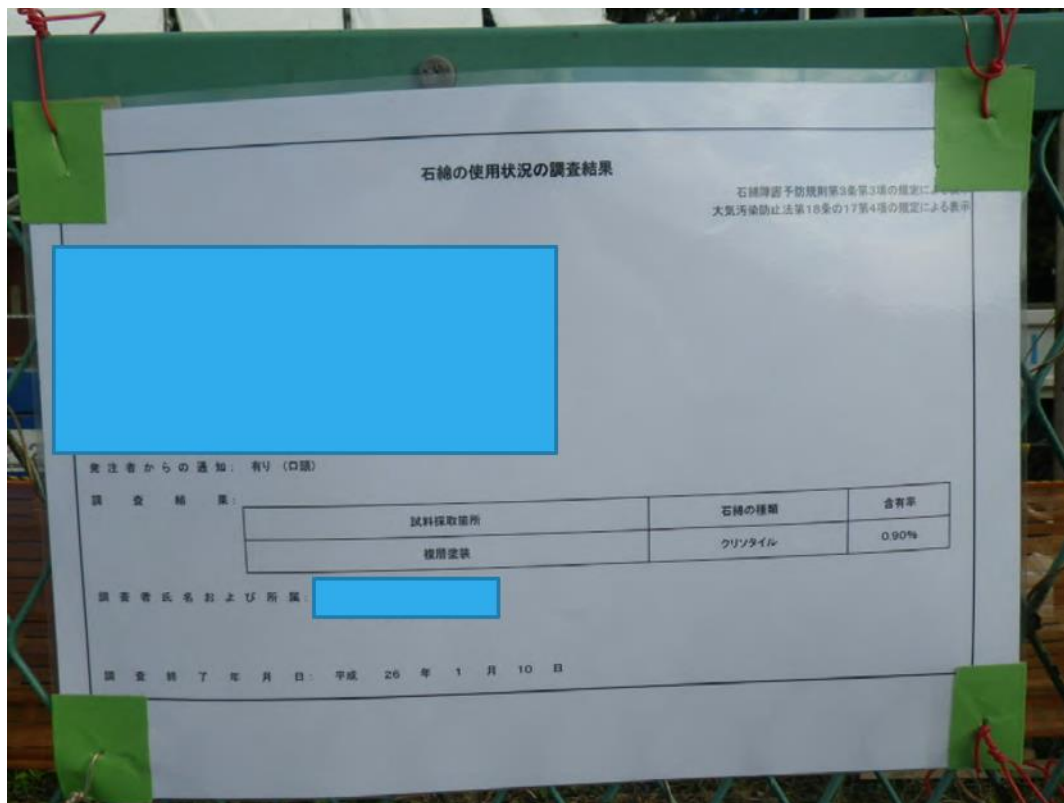 石綿の使用状況の調査結果
石綿障害予防規則第3条第3項の規定による表示
大気汚染防止法第18条の17第4項の規定による表示
発注者からの通知: 有り (口頭)
調査結果:
試料採取箇所 石綿の種類 含有率
複層塗装 クリソタイル 0.90%
調査者氏名および所属:
調査終了年月日: 平成 26 年 1 月 10 日